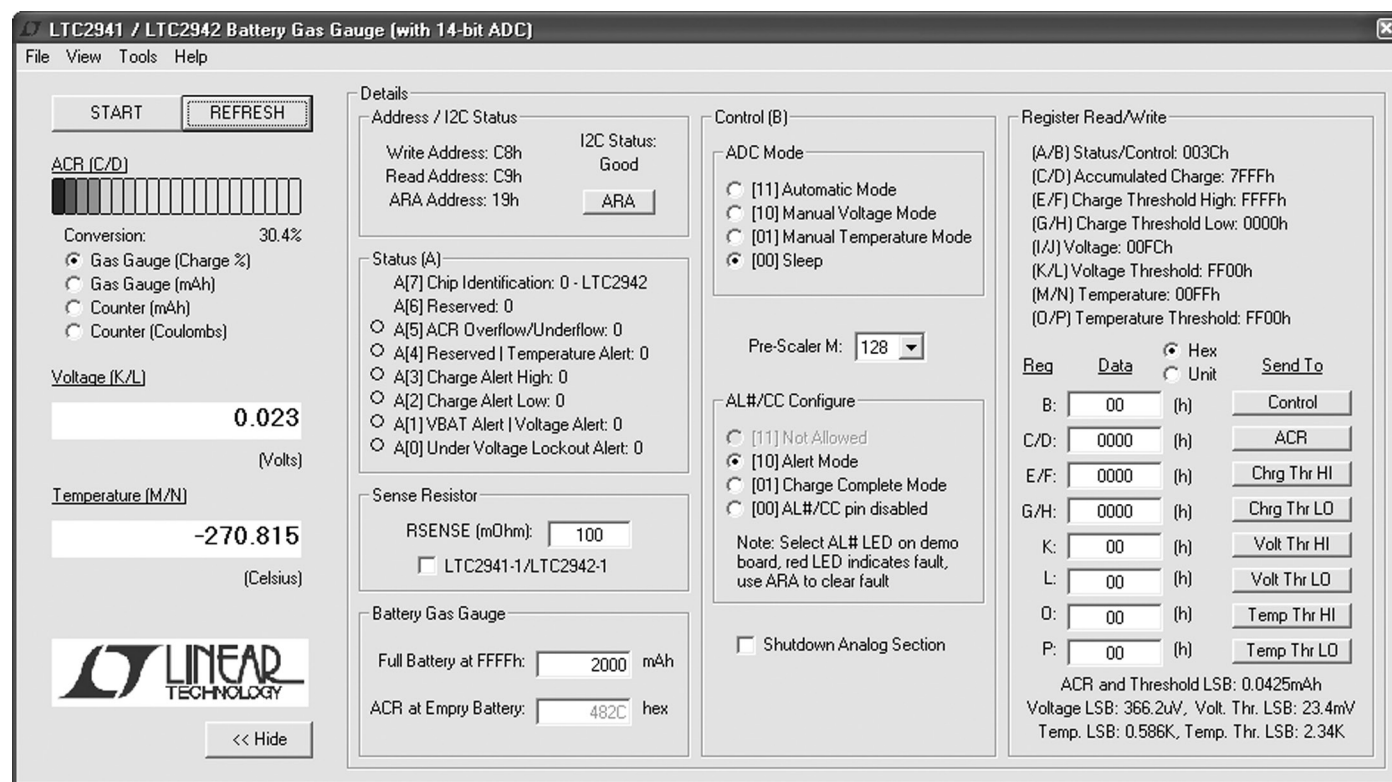 LTC2941 / LTC2942 Battery Gas Gauge (with 14-bit ADC)
File View Tools Help
START REFRESH
ACR (C/D)
Conversion: 30.4%
Gas Gauge (Charge %)
Gas Gauge (mAh)
Counter (mAh)
Counter (Coulombs)
Voltage (K/L)
0.023
(Volts)
Temperature (M/N)
-270.815
(Celsius)
LINEAR
TECHNOLOGY
<< Hide
Details
Address / I2C Status
Write Address: C8h
Read Address: C9h
ARA Address: 19h
I2C Status:
Good
ARA
Status (A)
A[7] Chip Identification: 0 - LTC2942
A[6] Reserved: 0
A[5] ACR Overflow/Underflow: 0
A[4] Reserved | Temperature Alert: 0
A[3] Charge Alert High: 0
A[2] Charge Alert Low: 0
A[1] VBAT Alert | Voltage Alert: 0
A[0] Under Voltage Lockout Alert: 0
Sense Resistor
RSENSE (mOhm): 100
LTC2941-1/LTC2942-1
Battery Gas Gauge
Full Battery at FFFFh: 2000 mAh
ACR at Empry Battery: 482C hex
Control (B)
ADC Mode
[11] Automatic Mode
[10] Manual Voltage Mode
[01] Manual Temperature Mode
[00] Sleep
Pre-Scaler M: 128
AL#/CC Configure
[11] Not Allowed
[10] Alert Mode
[01] Charge Complete Mode
[00] AL#/CC pin disabled
Note: Select AL# LED on demo
board, red LED indicates fault,
use ARA to clear fault
Shutdown Analog Section
Register Read/Write
(A/B) Status/Control: 003Ch
(C/D) Accumulated Charge: 7FFFh
(E/F) Charge Threshold High: FFFFh
(G/H) Charge Threshold Low: 0000h
(I/J) Voltage: 00FCh
(K/L) Voltage Threshold: FF00h
(M/N) Temperature: 00FFh
(O/P) Temperature Threshold: FF00h
Hex
Unit
Reg Data Send To
B: 00 (h) Control
C/D: 0000 (h) ACR
E/F: 0000 (h) Chrg Thr HI
G/H: 0000 (h) Chrg Thr LO
K: 00 (h) Volt Thr HI
L: 00 (h) Volt Thr LO
O: 00 (h) Temp Thr HI
P: 00 (h) Temp Thr LO
ACR and Threshold LSB: 0.0425mAh
Voltage LSB: 366.2uV, Volt. Thr. LSB: 23.4mV
Temp. LSB: 0.586K, Temp. Thr. LSB: 2.34K